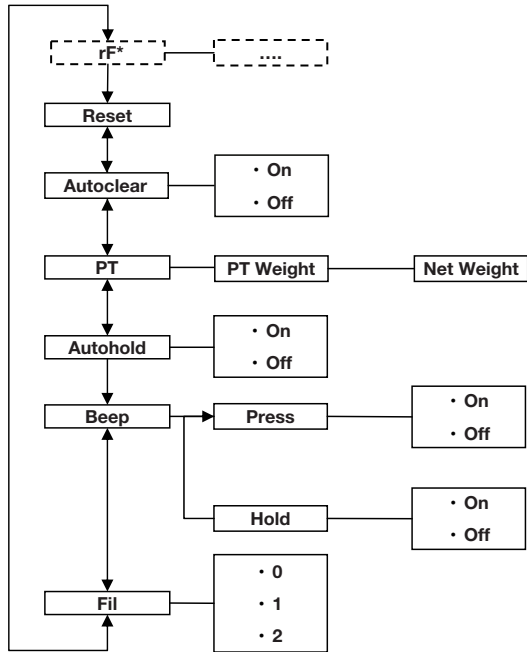 rF*
....
Reset
Autoclear
· On
· Off
PT
PT Weight
Net Weight
Autohold
· On
· Off
Beep
Press
· On
· Off
Hold
· On
· Off
Fil
· 0
· 1
· 2